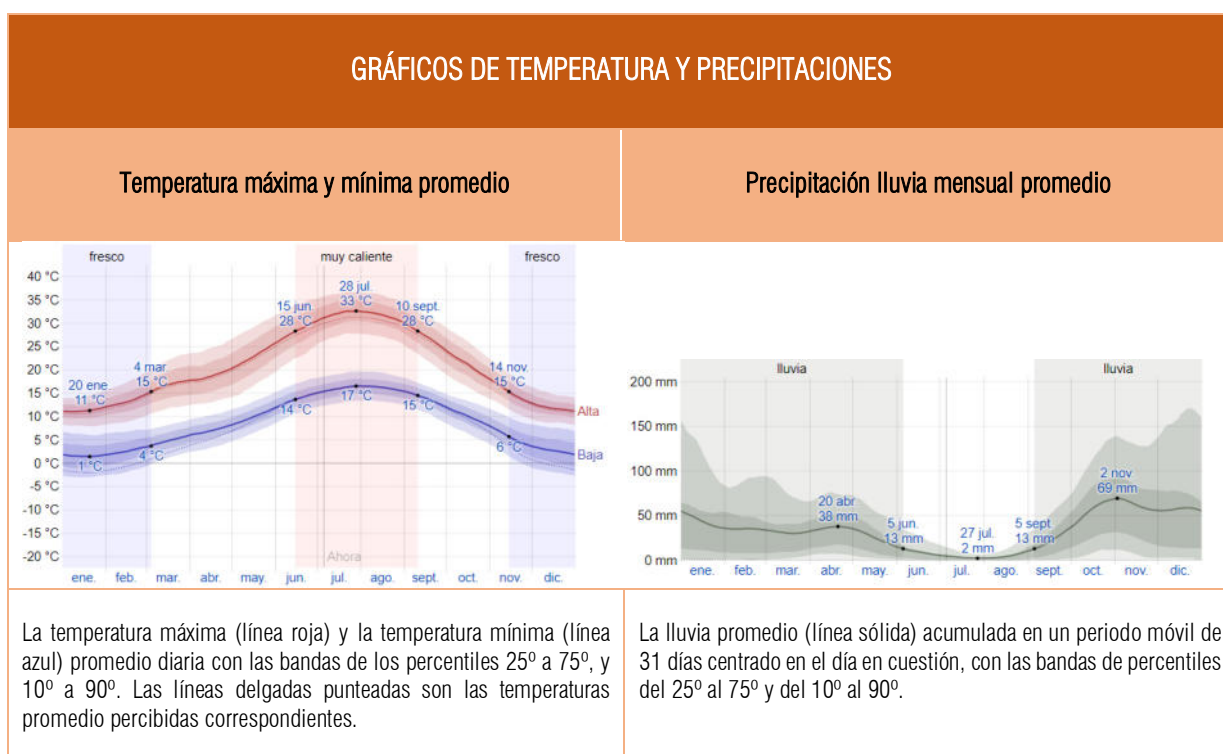 GRÁFICOS DE TEMPERATURA Y PRECIPITACIONES
Temperatura máxima y mínima promedio
Precipitación lluvia mensual promedio
fresco muy caliente fresco
40 °C
35 °C
30 °C
25 °C
20 °C
15 °C
10 °C
5 °C
0 °C
-5 °C
-10 °C
-15 °C
-20 °C
20 ene.
11 °C
4 mar.
15 °C
15 jun.
28 °C
28 jul.
33 °C
10 sept.
28 °C
14 nov.
15 °C
Alta
1 °C
4 °C
14 °C
17 °C
15 °C
6 °C
Baja
Ahora
ene. feb. mar. abr. may. jun. jul. ago. sept. oct. nov. dic.
lluvia lluvia
200 mm
150 mm
100 mm
50 mm
0 mm
20 abr.
38 mm
5 jun.
13 mm
27 jul.
2 mm
5 sept.
13 mm
2 nov.
69 mm
ene. feb. mar. abr. may. jun. jul. ago. sept. oct. nov. dic.
La temperatura máxima (línea roja) y la temperatura mínima (línea
azul) promedio diaria con las bandas de los percentiles 25º a 75º, y
10º a 90º. Las líneas delgadas punteadas son las temperaturas
promedio percibidas correspondientes.
La lluvia promedio (línea sólida) acumulada en un periodo móvil de
31 días centrado en el día en cuestión, con las bandas de percentiles
del 25º al 75º y del 10º al 90º.